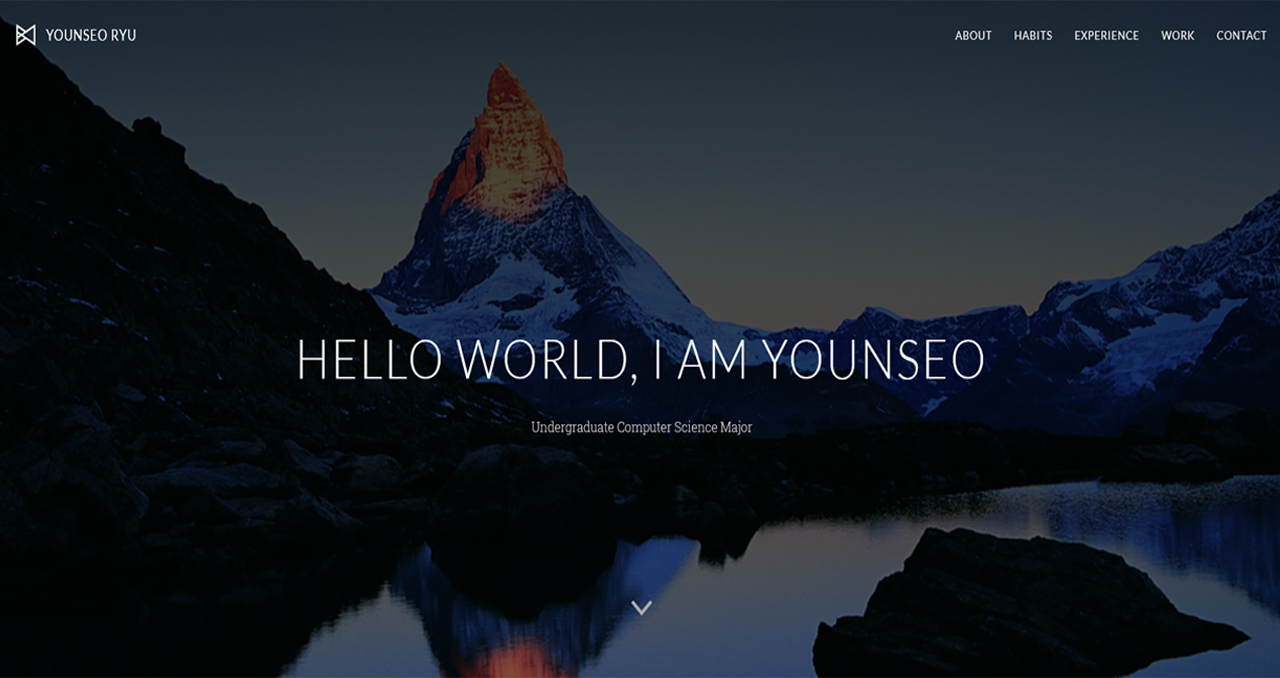 YOUNSEO RYU
ABOUT HABITS EXPERIENCE WORK CONTACT
HELLO WORLD, I AM YOUNSEO
Undergraduate Computer Science Major